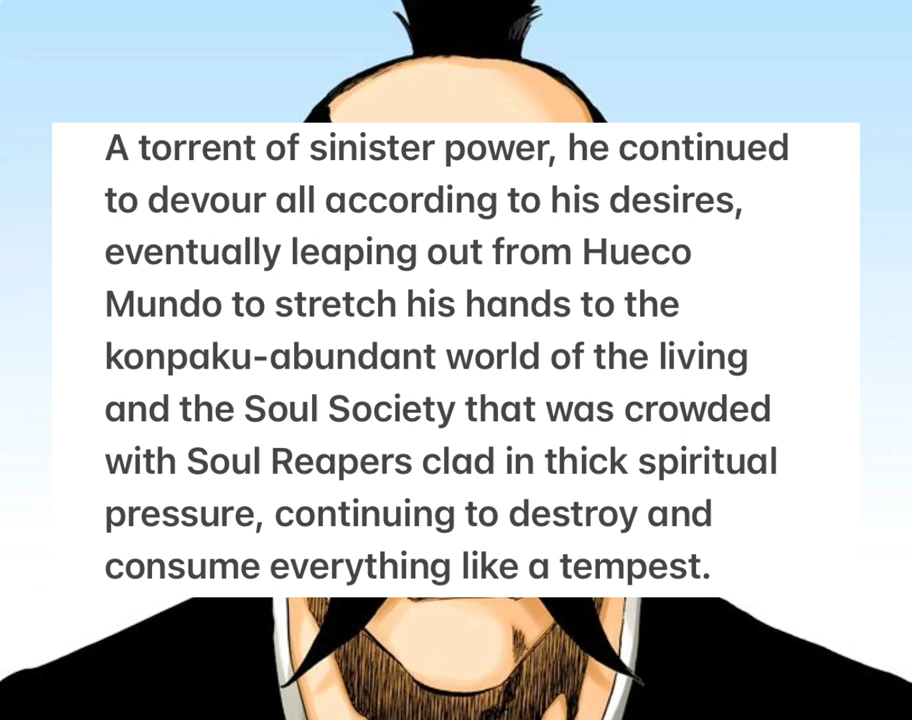 A torrent of sinister power, he continued
to devour all according to his desires,
eventually leaping out from Hueco
Mundo to stretch his hands to the
konpaku-abundant world of the living
and the Soul Society that was crowded
with Soul Reapers clad in thick spiritual
pressure, continuing to destroy and
consume everything like a tempest.